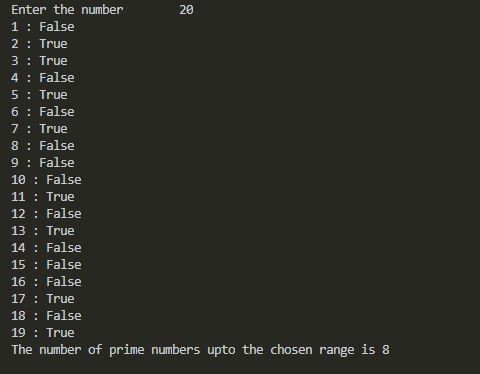 Enter the number 20
1 : False
2 : True
3 : True
4 : False
5 : True
6 : False
7 : True
8 : False
9 : False
10 : False
11 : True
12 : False
13 : True
14 : False
15 : False
16 : False
17 : True
18 : False
19 : True
The number of prime numbers upto the chosen range is 8